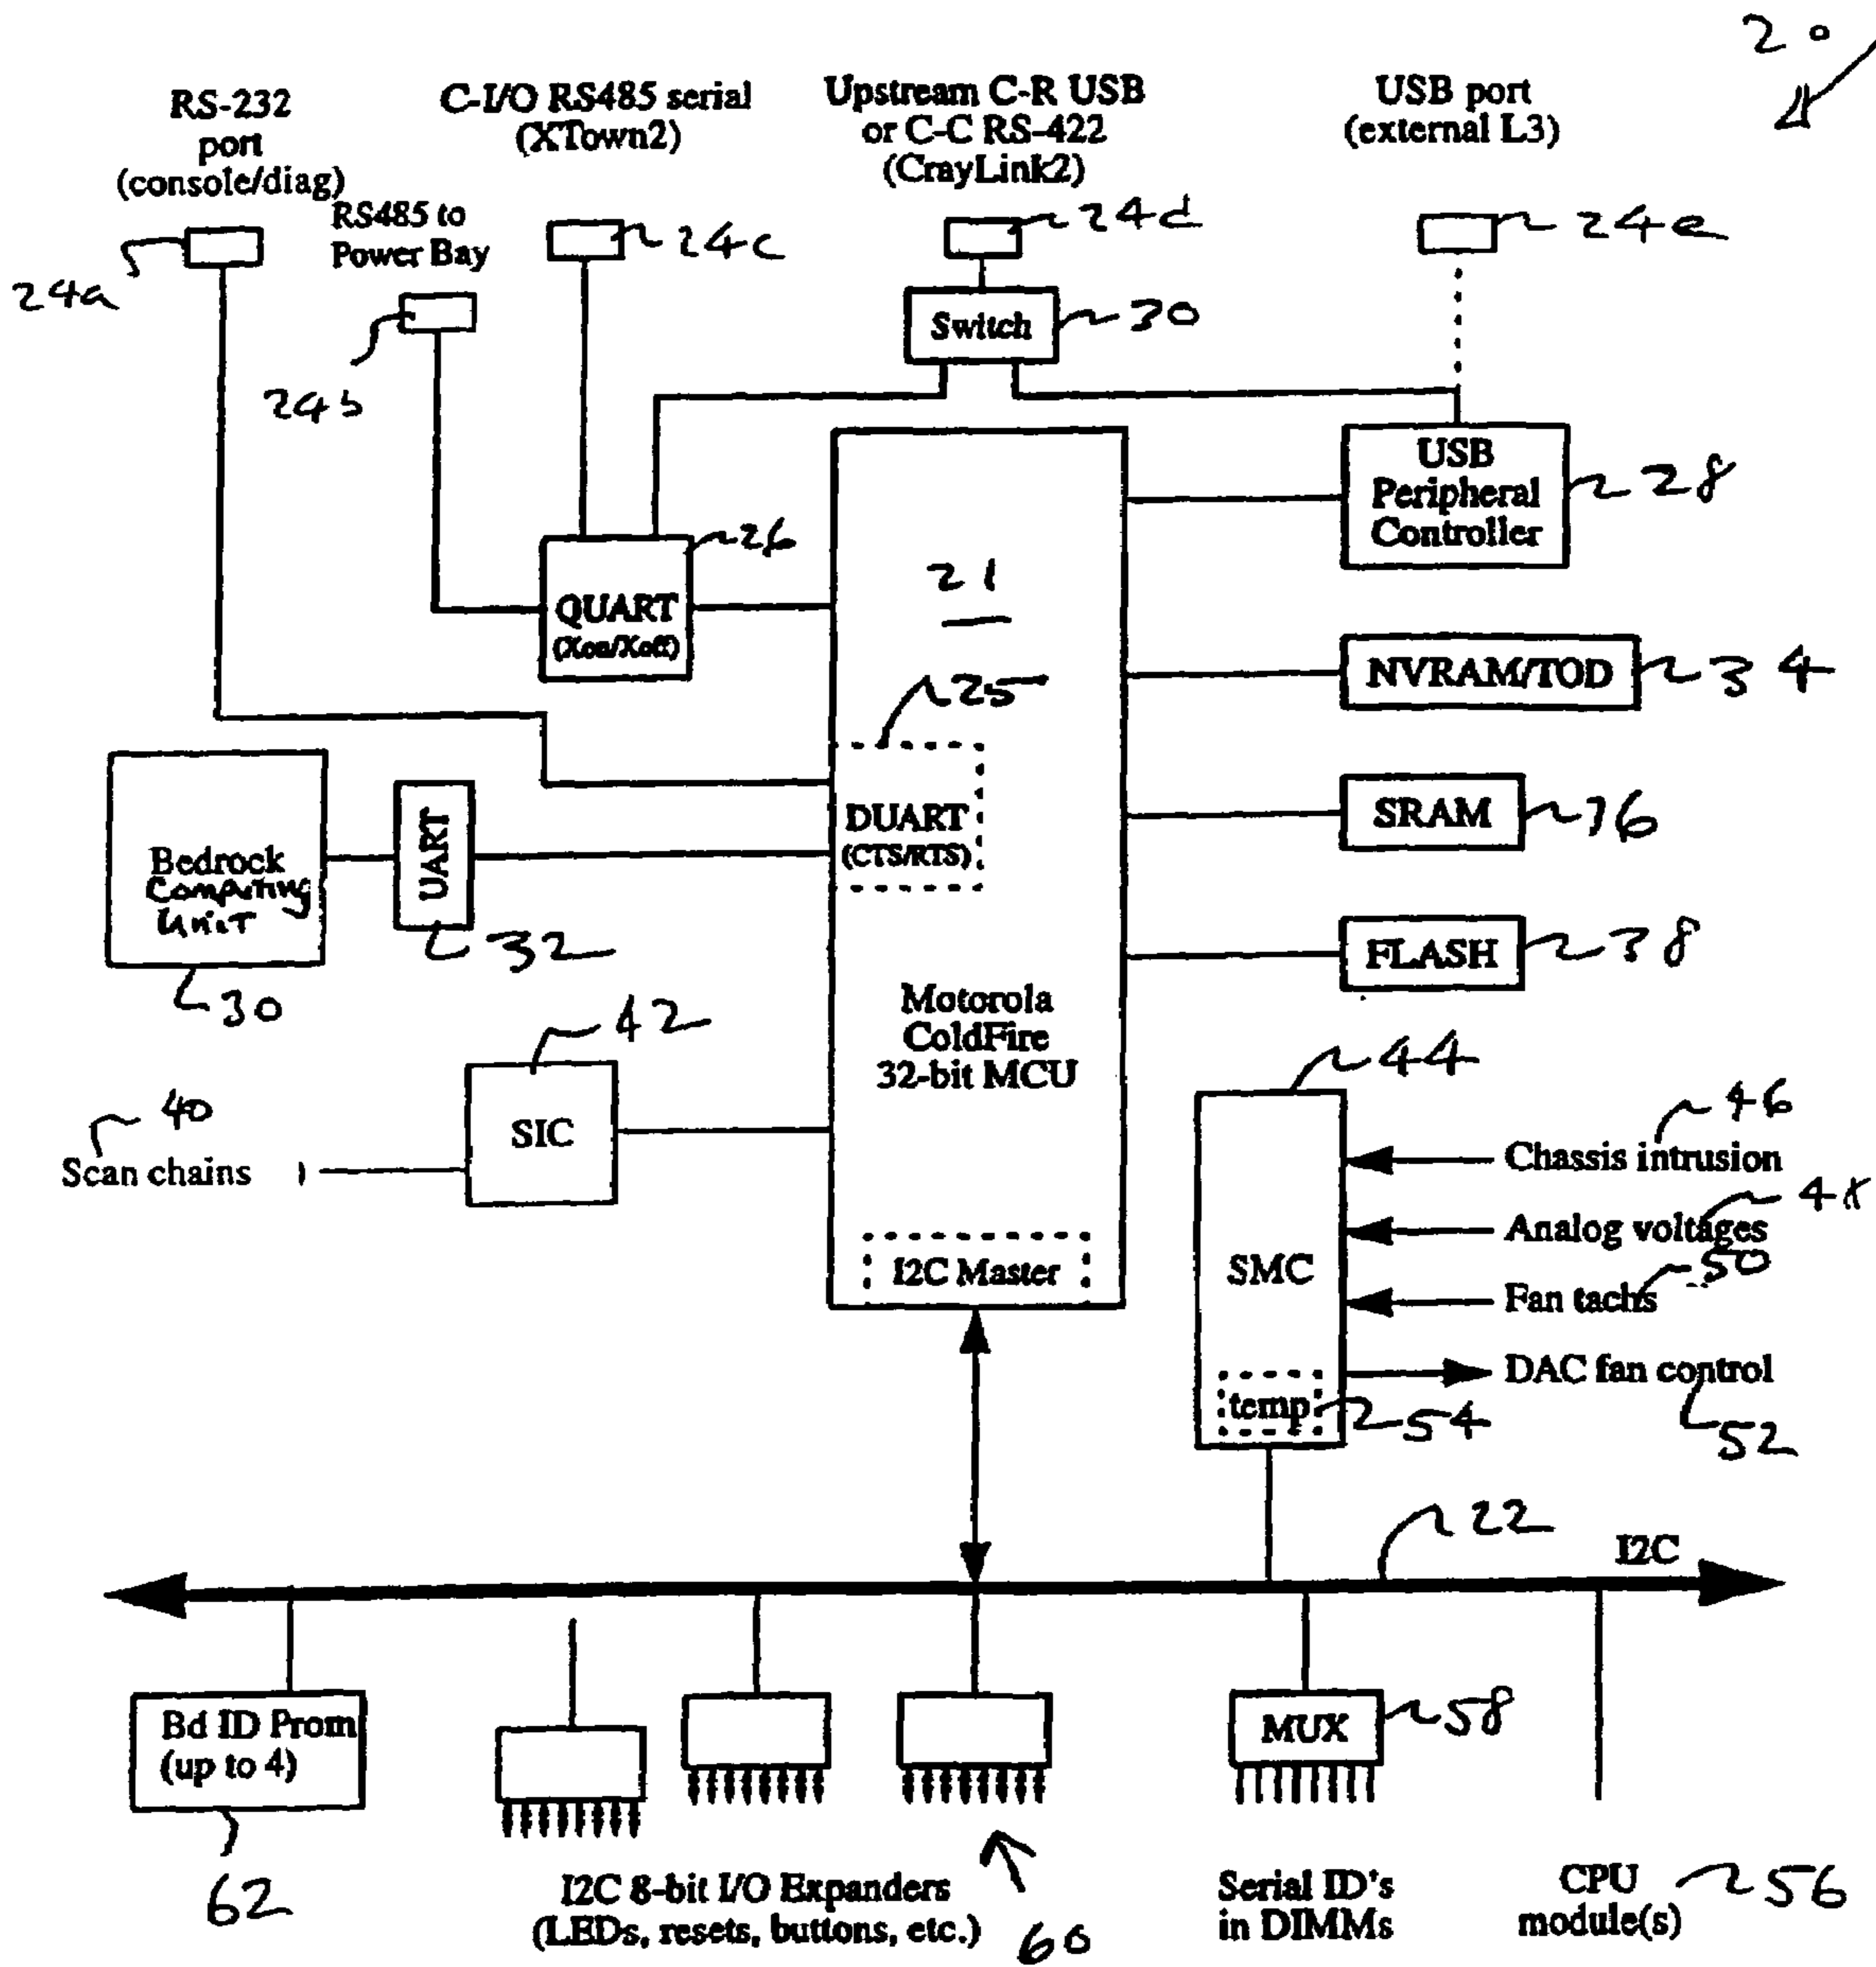 20
RS-232
port
(console/diag)
C-I/O RS485 serial
(XTown2)
Upstream C-R USB
or C-C RS-422
(CrayLink2)
USB port
(external L3)
RS485 to
Power Bay
24a
24b
24c
24d
24e
Switch
30
USB
Peripheral
Controller
28
26
QUART
(Xon/Xoff)
21
NVRAM/TOD
34
25
DUART
(CTS/RTS)
SRAM
36
Bedrock
Computing
Unit
30
UART
32
FLASH
38
Motorola
ColdFire
32-bit MCU
42
SIC
40
Scan chains
44
SMC
46
Chassis intrusion
48
Analog voltages
50
Fan tachs
DAC fan control
52
temp
54
I2C Master
22
I2C
Bd ID Prom
(up to 4)
62
MUX
58
I2C 8-bit I/O Expanders
(LEDs, resets, buttons, etc.)
60
Serial ID's
in DIMMs
CPU
module(s)
56